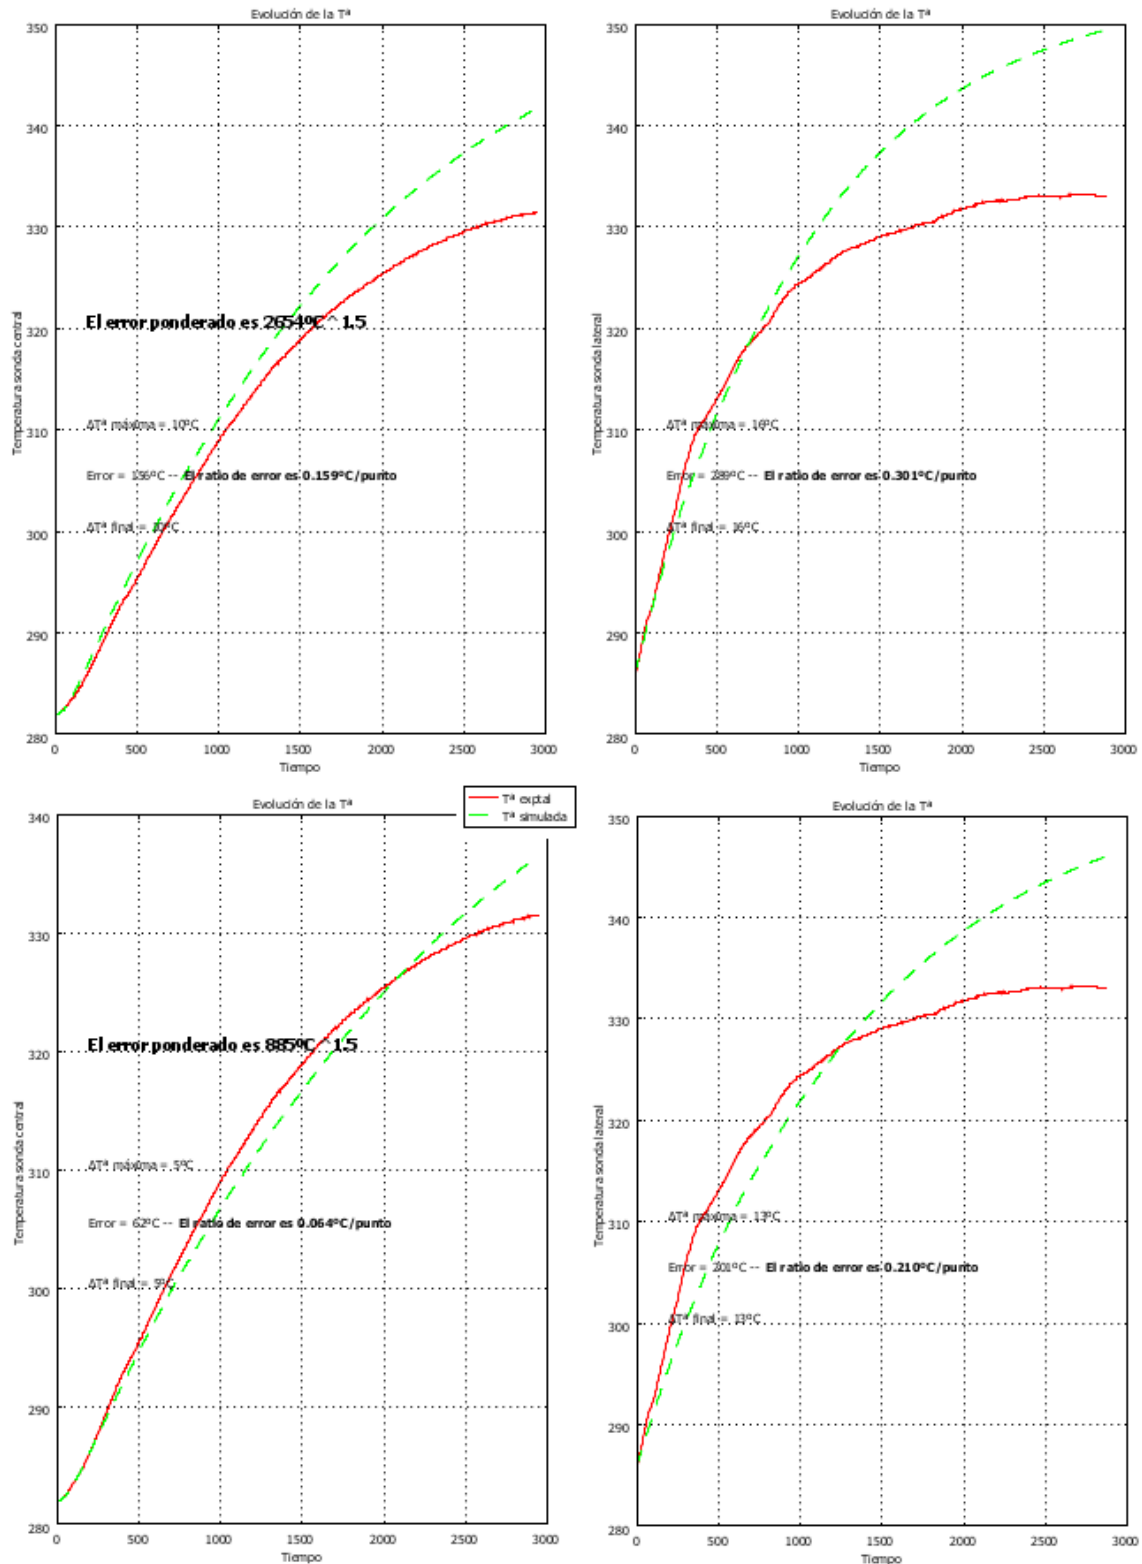 Evolución de la Tª
350
340
330
320
310
300
290
280
Temperatura sonda central
El error ponderado es 2654ºC^1.5
ΔTª máxima = 10ºC
Error = 156ºC -- El ratio de error es 0.159ºC/punto
ΔTª final = 10ºC
0 500 1000 1500 2000 2500 3000
Tiempo
Evolución de la Tª
350
340
330
320
310
300
290
280
Temperatura sonda lateral
ΔTª máxima = 16ºC
Error = 289ºC -- El ratio de error es 0.301ºC/punto
ΔTª final = 16ºC
0 500 1000 1500 2000 2500 3000
Tiempo
Evolución de la Tª
Tª exptal
Tª simulada
340
330
320
310
300
290
280
Temperatura sonda central
El error ponderado es 885ºC^1.5
ΔTª máxima = 5ºC
Error = 62ºC -- El ratio de error es 0.064ºC/punto
ΔTª final = 5ºC
0 500 1000 1500 2000 2500 3000
Tiempo
Evolución de la Tª
350
340
330
320
310
300
290
280
Temperatura sonda lateral
ΔTª máxima = 13ºC
Error = 201ºC -- El ratio de error es 0.210ºC/punto
ΔTª final = 13ºC
0 500 1000 1500 2000 2500 3000
Tiempo